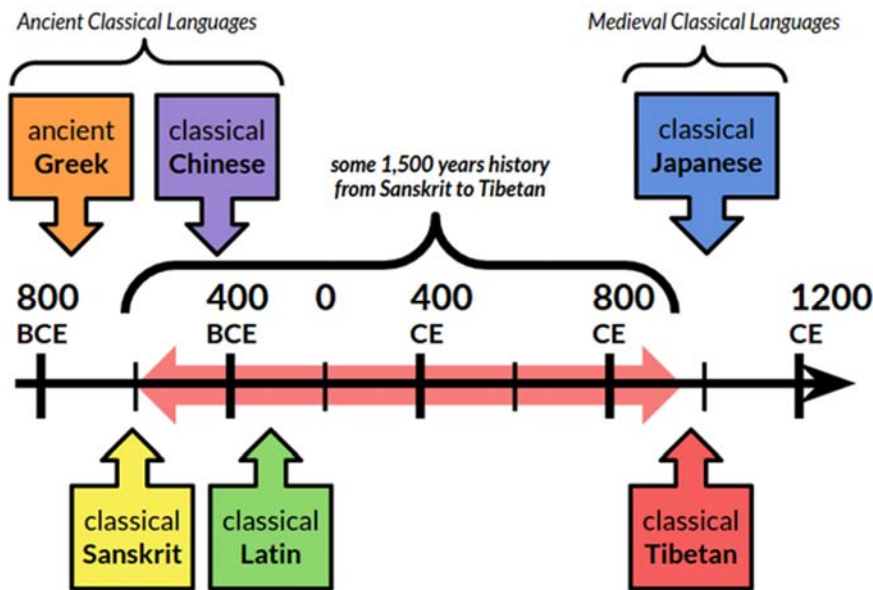 Ancient Classical Languages
Medieval Classical Languages
ancient
Greek
classical
Chinese
some 1,500 years history
from Sanskrit to Tibetan
classical
Japanese
800
BCE
400
BCE
0
400
CE
800
CE
1200
CE
classical
Sanskrit
classical
Latin
classical
Tibetan